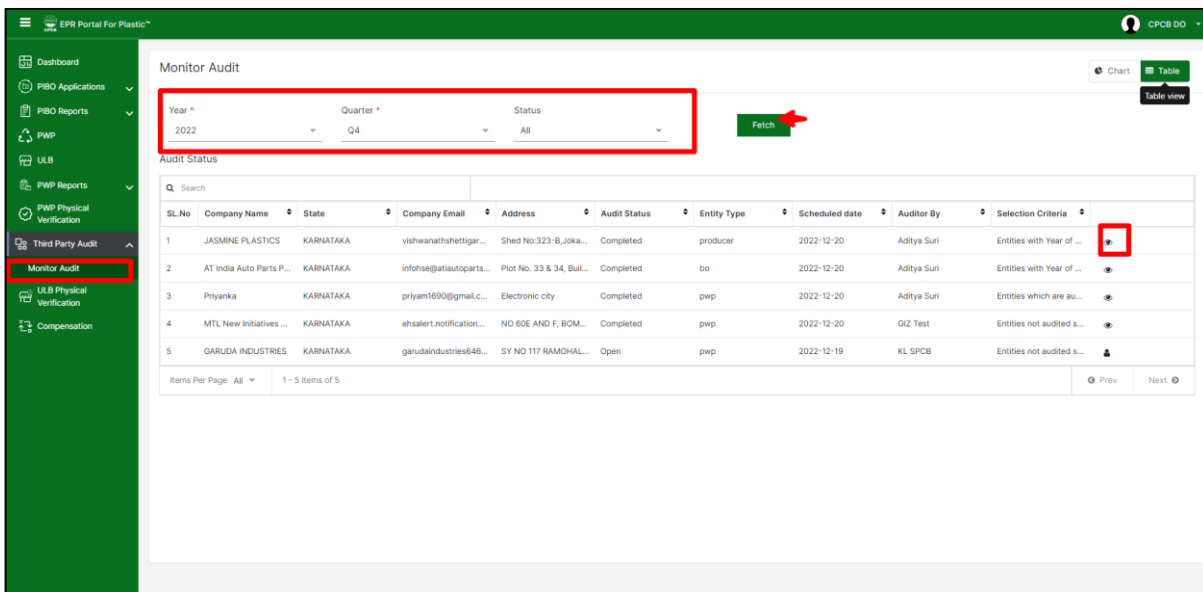 EPR Portal For Plastic™
CPCB
CPCB DO
Dashboard
PIBO Applications
PIBO Reports
PWP
ULB
PWP Reports
PWP Physical
Verification
Third Party Audit
Monitor Audit
ULB Physical
Verification
Compensation
Monitor Audit
Chart Table
Table view
Year * Quarter * Status
2022 Q4 All Fetch
Audit Status
Search
SL.No Company Name State Company Email Address Audit Status Entity Type Scheduled date Auditor By Selection Criteria
1 JASMINE PLASTICS KARNATAKA vishwanathshettigar... Shed No:323-B,Joka... Completed producer 2022-12-20 Aditya Suri Entities with Year of ...
2 AT India Auto Parts P... KARNATAKA infohse@atiautoparts... Plot No. 33 & 34, Buil... Completed bo 2022-12-20 Aditya Suri Entities with Year of ...
3 Priyanka KARNATAKA priyam1690@gmail.c... Electronic city Completed pwp 2022-12-20 Aditya Suri Entities which are au...
4 MTL New Initiatives ... KARNATAKA ehsalert.notification... NO 60E AND F, BOM... Completed pwp 2022-12-20 GIZ Test Entities not audited s...
5 GARUDA INDUSTRIES KARNATAKA garudaindustries646... SY NO 117 RAMOHAL... Open pwp 2022-12-19 KL SPCB Entities not audited s...
Items Per Page All 1 - 5 Items of 5 Prev Next